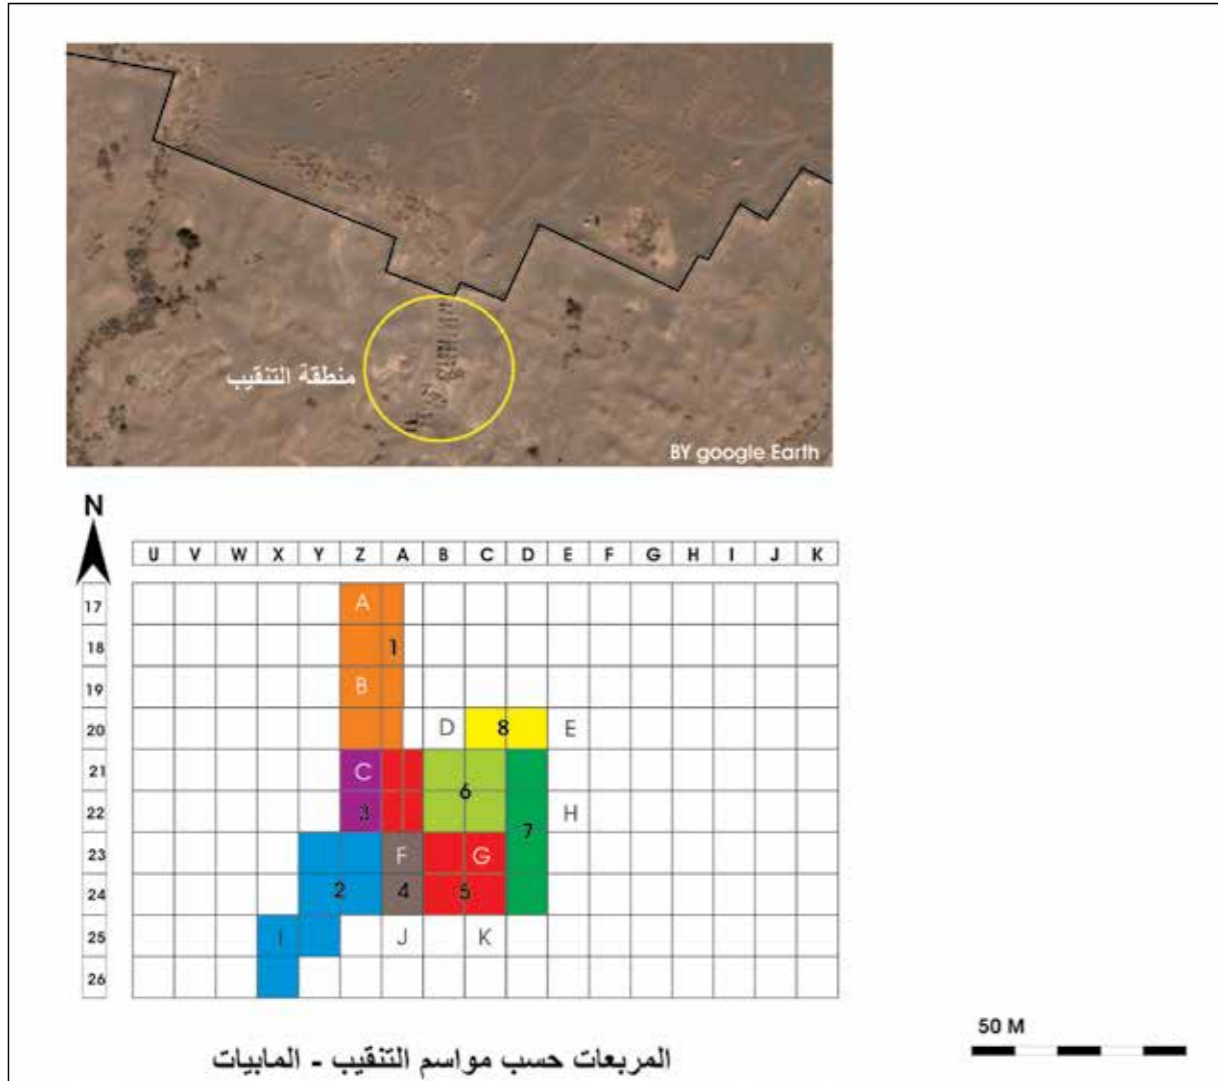 منطقة التنقيب
BY google Earth
N
U V W X Y Z A B C D E F G H I J K
17 A
18 1
19 B
20 D 8 E
21 C 6
22 3 H
7
23 F G
24 2 4 5
25 I J K
26
50 M
المربعات حسب مواسم التنقيب - المابيات